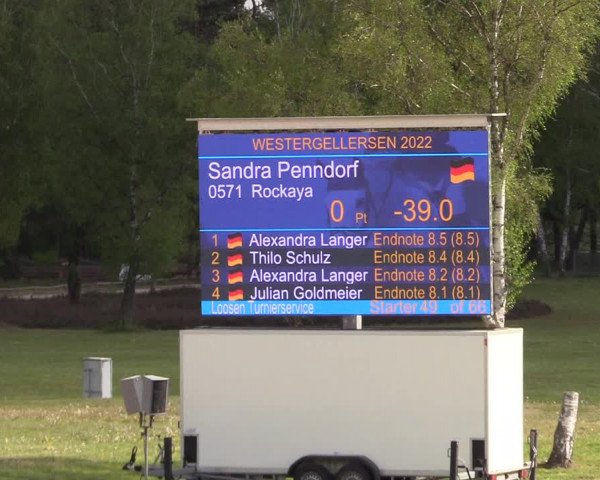 WESTERGELLERSEN 2022
Sandra Penndorf
0571 Rockaya
0 Pt -39.0
1 Alexandra Langer Endnote 8.5 (8.5)
2 Thilo Schulz Endnote 8.4 (8.4)
3 Alexandra Langer Endnote 8.2 (8.2)
4 Julian Goldmeier Endnote 8.1 (8.1)
Loosen Turnierservice Starter 49 of 66